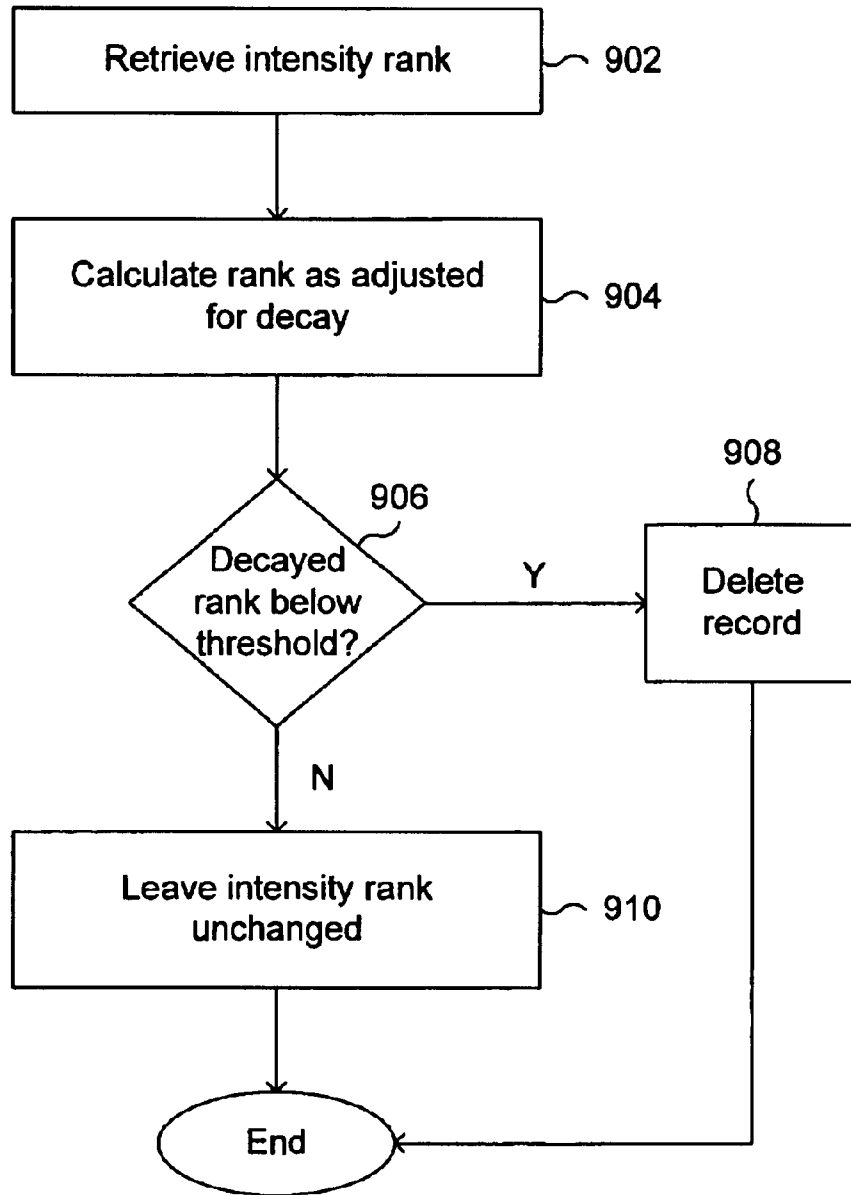 Retrieve intensity rank
902
Calculate rank as adjusted
for decay
904
906
Decayed
rank below
threshold?
Y
908
Delete
record
N
Leave intensity rank
unchanged
910
End